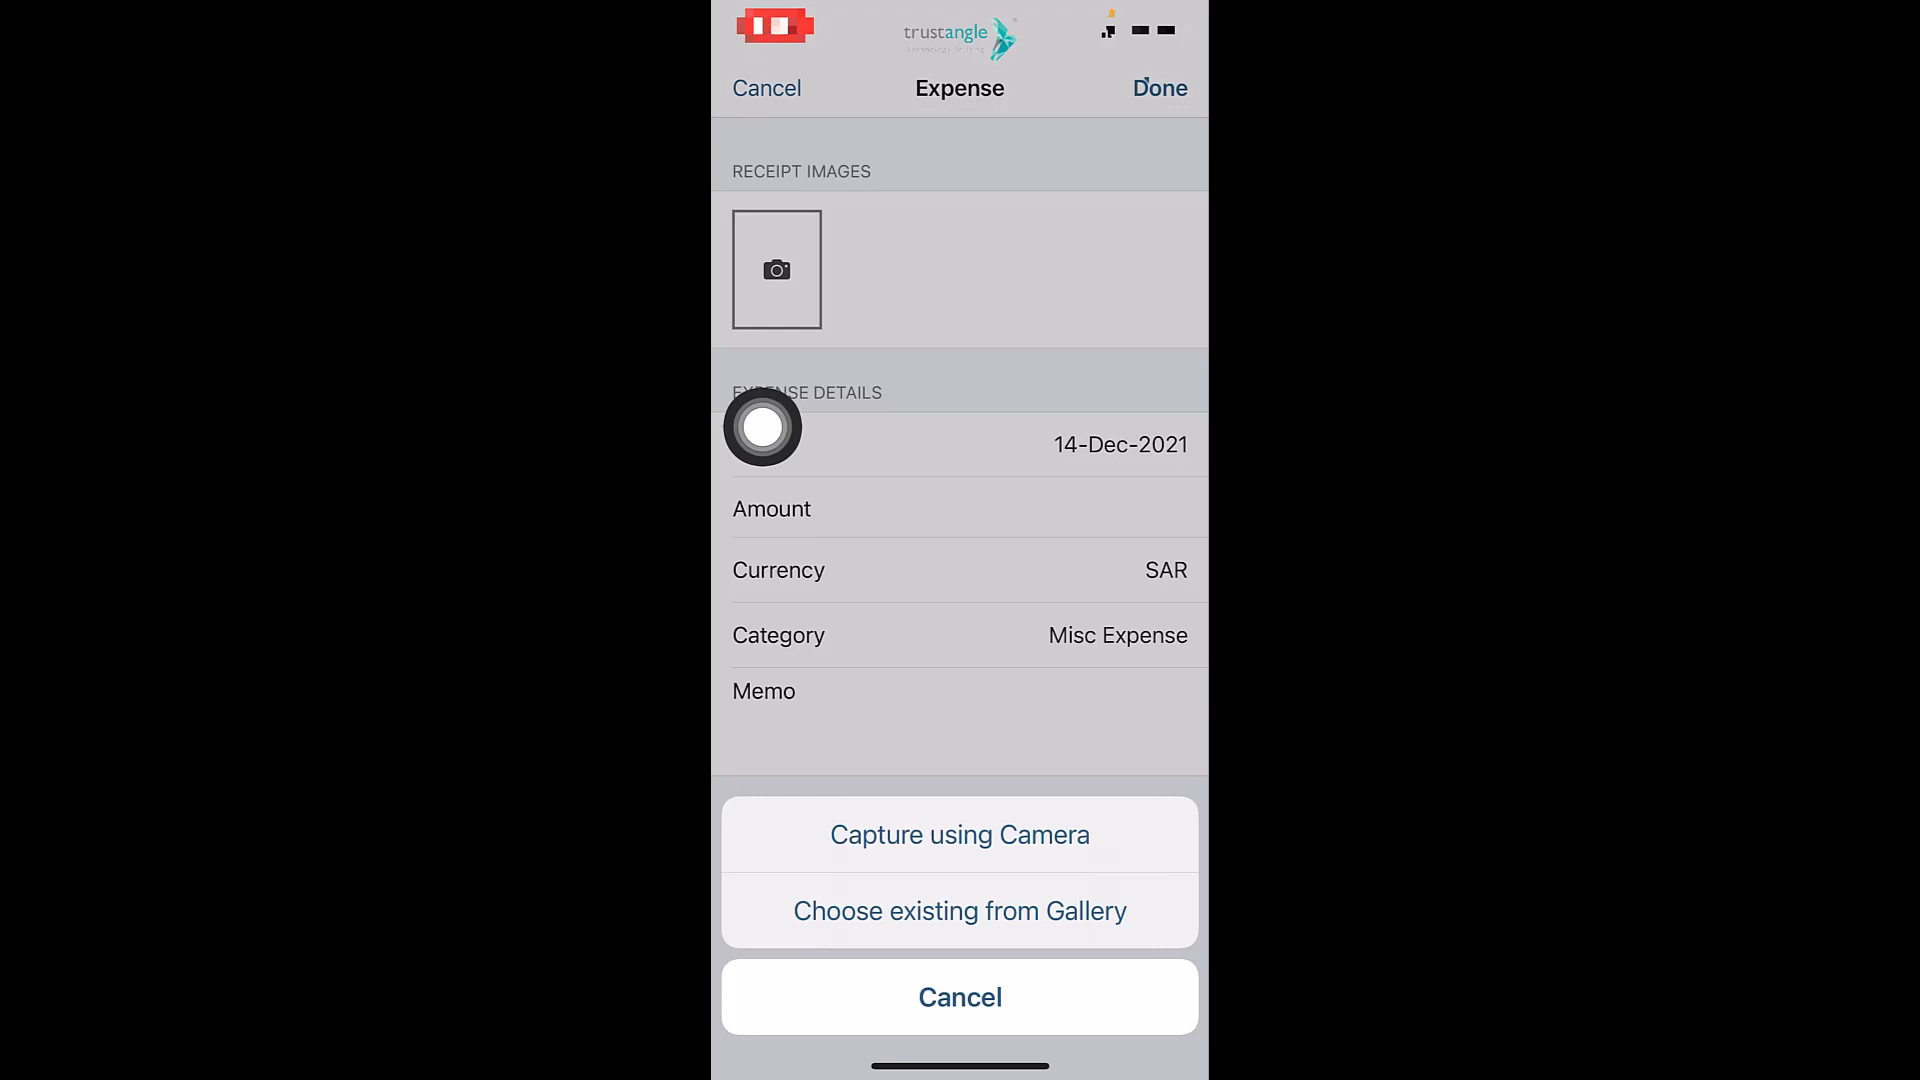 trustangle
Cancel
Expense
Done
RECEIPT IMAGES
EXPENSE DETAILS
14-Dec-2021
Amount
Currency
SAR
Category
Misc Expense
Memo
Capture using Camera
Choose existing from Gallery
Cancel